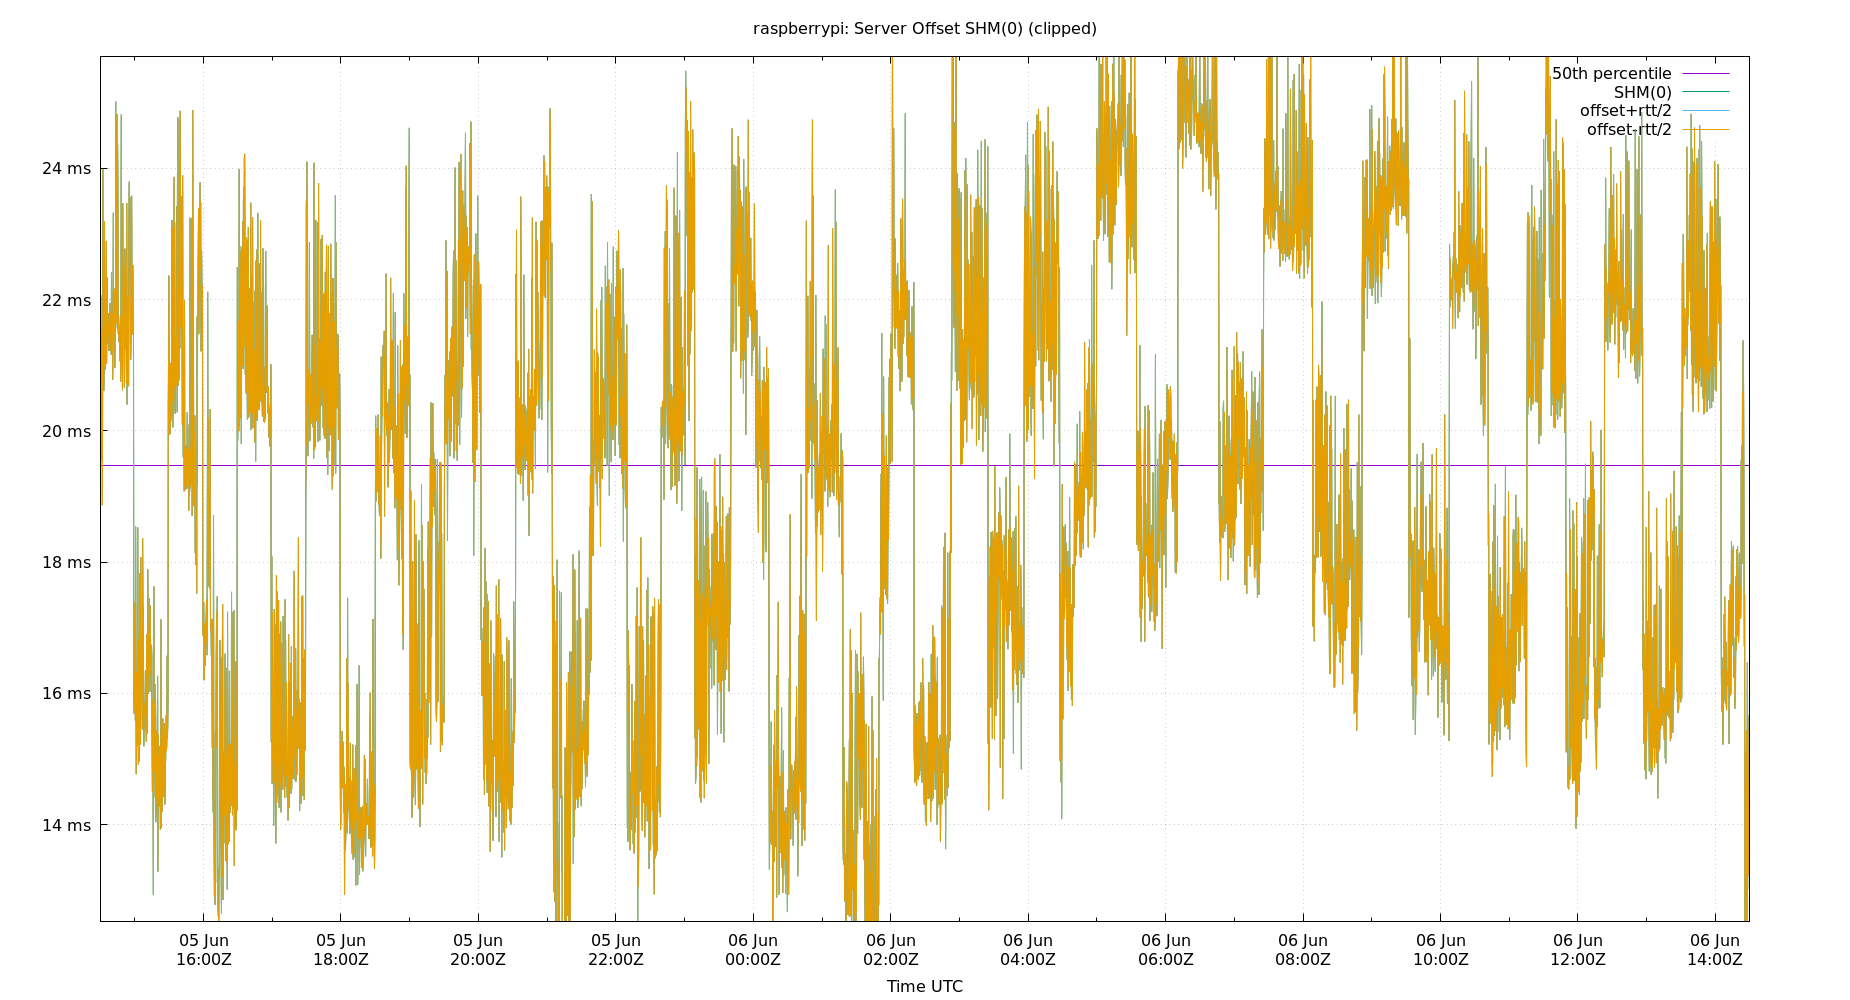 raspberrypi: Server Offset SHM(0) (clipped)
50th percentile
SHM(0)
offset+rtt/2
offset-rtt/2
24 ms
22 ms
20 ms
18 ms
16 ms
14 ms
05 Jun 05 Jun 05 Jun 05 Jun 06 Jun 06 Jun 06 Jun 06 Jun 06 Jun 06 Jun 06 Jun 06 Jun
16:00Z 18:00Z 20:00Z 22:00Z 00:00Z 02:00Z 04:00Z 06:00Z 08:00Z 10:00Z 12:00Z 14:00Z
Time UTC